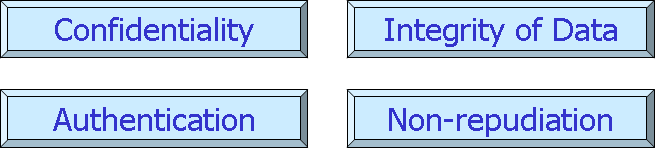 Confidentiality
Integrity of Data
Authentication
Non-repudiation